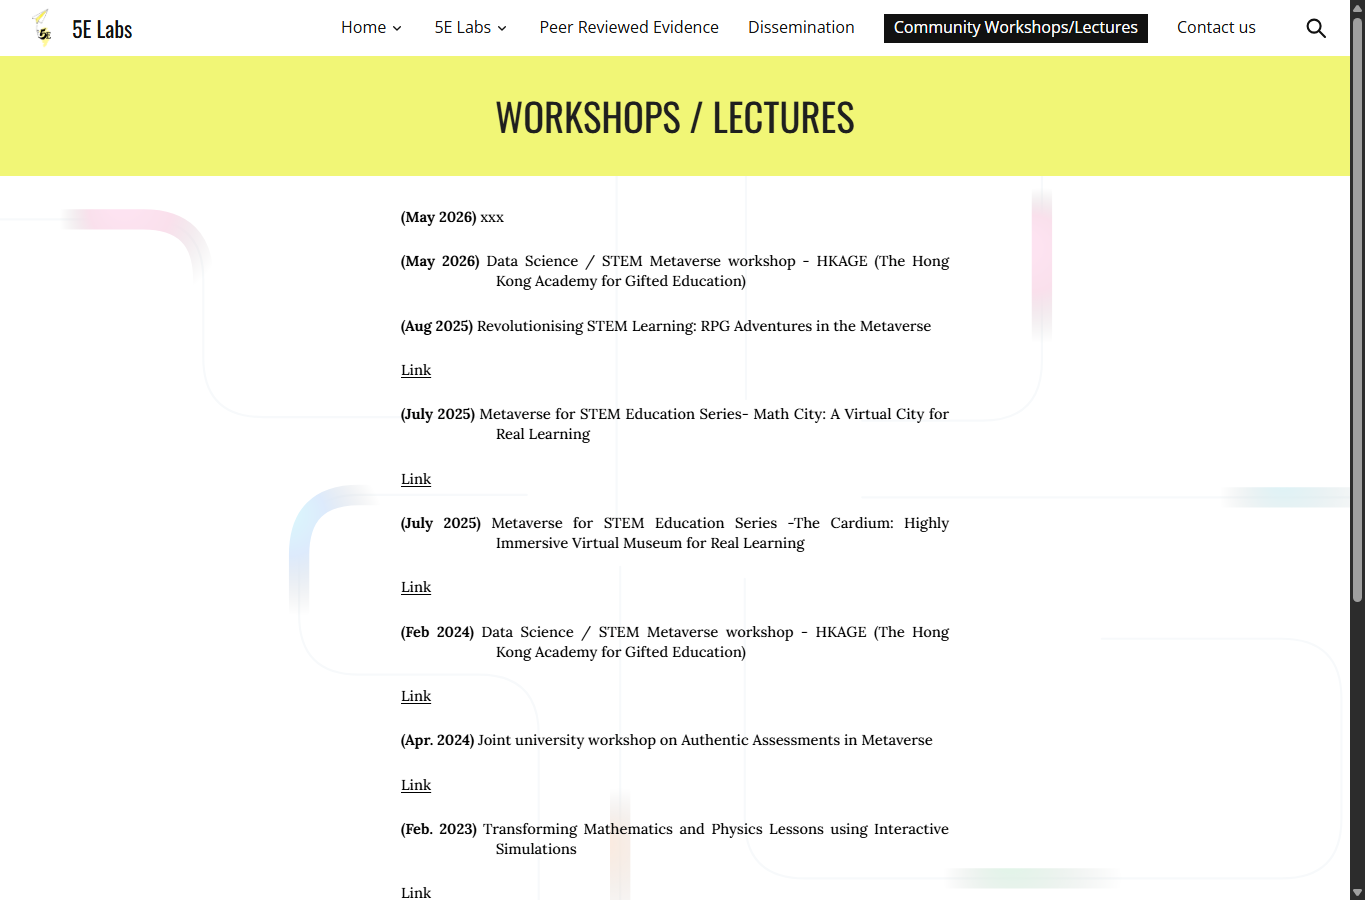 5E
5E Labs
Home
5E Labs
Peer Reviewed Evidence
Dissemination
Community Workshops/Lectures
Contact us
WORKSHOPS / LECTURES
(May 2026) xxx
(May 2026) Data Science / STEM Metaverse workshop - HKAGE (The Hong
Kong Academy for Gifted Education)
(Aug 2025) Revolutionising STEM Learning: RPG Adventures in the Metaverse
Link
(July 2025) Metaverse for STEM Education Series- Math City: A Virtual City for
Real Learning
Link
(July 2025) Metaverse for STEM Education Series -The Cardium: Highly
Immersive Virtual Museum for Real Learning
Link
(Feb 2024) Data Science / STEM Metaverse workshop - HKAGE (The Hong
Kong Academy for Gifted Education)
Link
(Apr. 2024) Joint university workshop on Authentic Assessments in Metaverse
Link
(Feb. 2023) Transforming Mathematics and Physics Lessons using Interactive
Simulations
Link